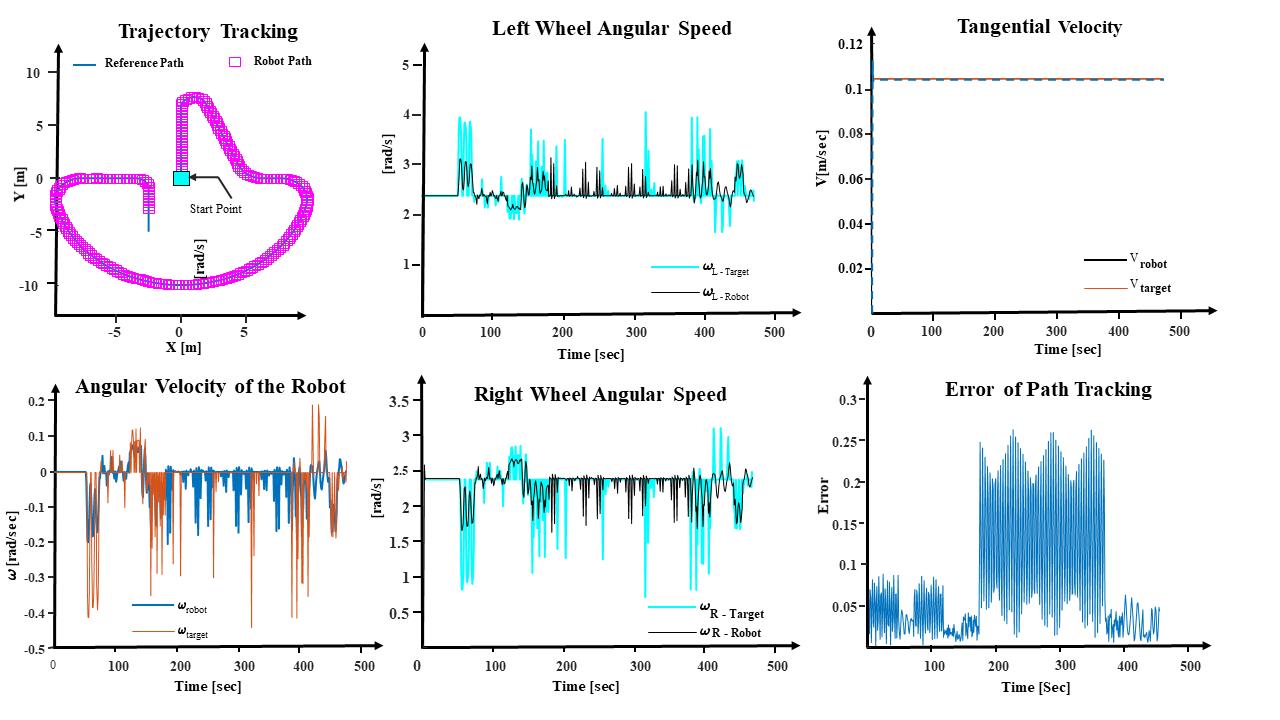 Trajectory Tracking
Reference Path
Robot Path
10
5
0
-5
-10
Y [m]
Start Point
[rad/s]
-5
0
5
X [m]
Left Wheel Angular Speed
5
4
3
2
1
[rad/s]
ωL - Target
ωL - Robot
0
100
200
300
400
500
Time [sec]
Tangential Velocity
0.12
0.1
0.08
0.06
0.04
0.02
V[m/sec]
V robot
V target
0
100
200
300
400
500
Time [sec]
Angular Velocity of the Robot
0.2
0.1
0
-0.1
-0.2
-0.3
-0.4
-0.5
ω [rad/sec]
ωrobot
ωtarget
0
100
200
300
400
500
Time [sec]
Right Wheel Angular Speed
3.5
3
2.5
2
1.5
1
0.5
[rad/s]
ωR - Target
ωR - Robot
0
100
200
300
400
500
Time [sec]
Error of Path Tracking
0.3
0.25
0.2
0.15
0.1
0.05
Error
100
200
300
400
500
Time [Sec]